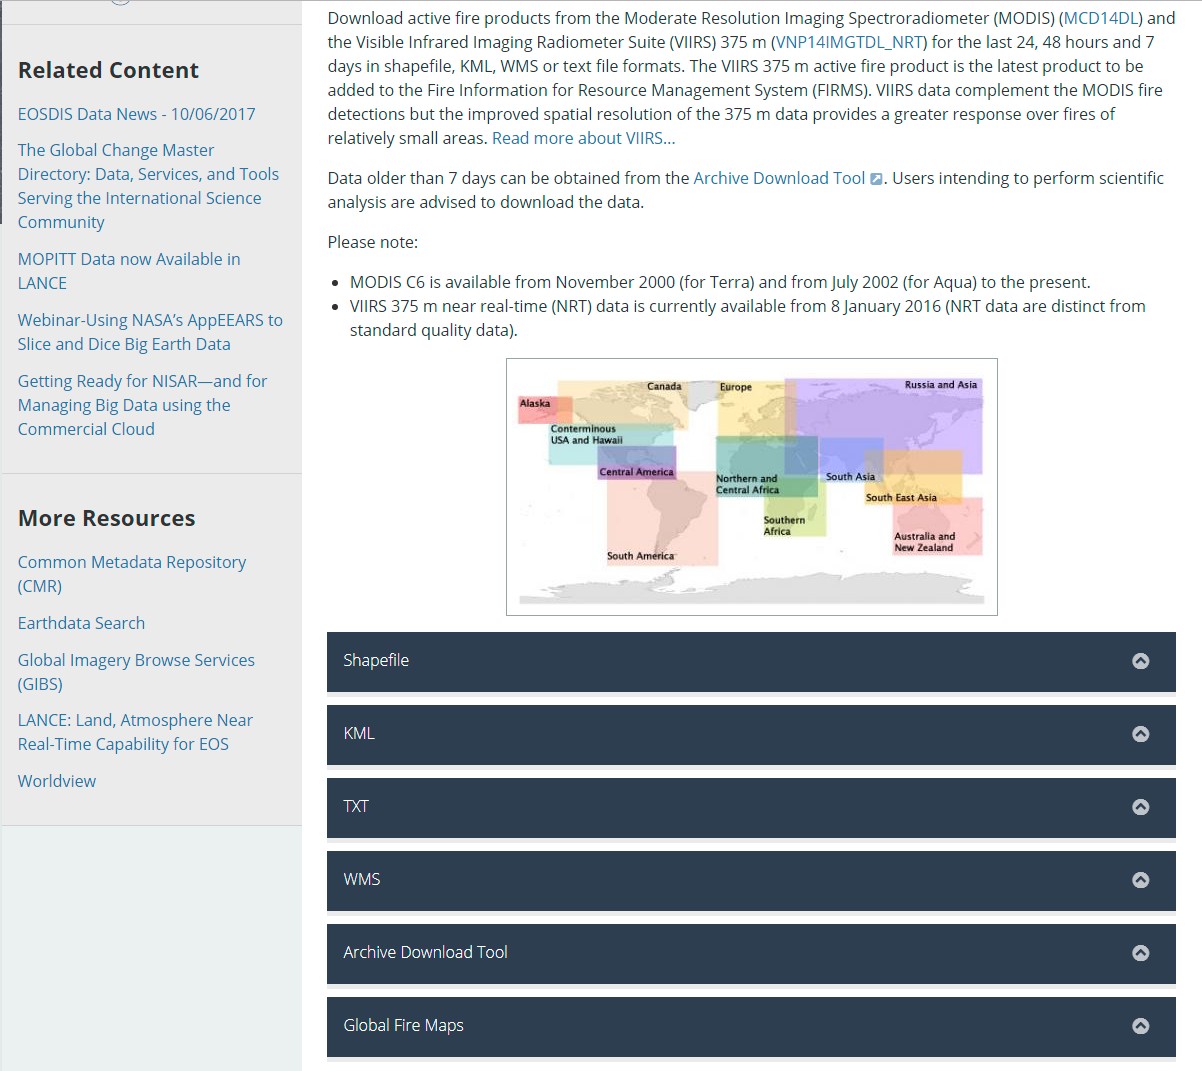 Related Content
EOSDIS Data News - 10/06/2017
The Global Change Master
Directory: Data, Services, and Tools
Serving the International Science
Community
MOPITT Data now Available in
LANCE
Webinar-Using NASA’s AppEEARS to
Slice and Dice Big Earth Data
Getting Ready for NISAR—and for
Managing Big Data using the
Commercial Cloud
More Resources
Common Metadata Repository
(CMR)
Earthdata Search
Global Imagery Browse Services
(GIBS)
LANCE: Land, Atmosphere Near
Real-Time Capability for EOS
Worldview
Download active fire products from the Moderate Resolution Imaging Spectroradiometer (MODIS) (MCD14DL) and
the Visible Infrared Imaging Radiometer Suite (VIIRS) 375 m (VNP14IMGTDL_NRT) for the last 24, 48 hours and 7
days in shapefile, KML, WMS or text file formats. The VIIRS 375 m active fire product is the latest product to be
added to the Fire Information for Resource Management System (FIRMS). VIIRS data complement the MODIS fire
detections but the improved spatial resolution of the 375 m data provides a greater response over fires of
relatively small areas. Read more about VIIRS...
Data older than 7 days can be obtained from the Archive Download Tool. Users intending to perform scientific
analysis are advised to download the data.
Please note:
• MODIS C6 is available from November 2000 (for Terra) and from July 2002 (for Aqua) to the present.
• VIIRS 375 m near real-time (NRT) data is currently available from 8 January 2016 (NRT data are distinct from
standard quality data).
Canada
Europe
Russia and Asia
Alaska
Conterminous
USA and Hawaii
Central America
Northern and
Central Africa
South Asia
South East Asia
Southern
Africa
Australia and
New Zealand
South America
Shapefile
KML
TXT
WMS
Archive Download Tool
Global Fire Maps